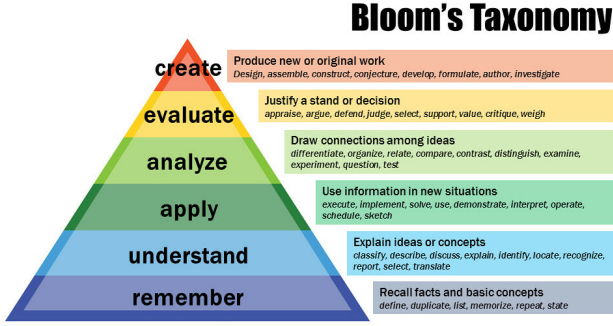 Bloom's Taxonomy
create
Produce new or original work
Design, assemble, construct, conjecture, develop, formulate, author, investigate
evaluate
Justify a stand or decision
appraise, argue, defend, judge, select, support, value, critique, weigh
analyze
Draw connections among ideas
differentiate, organize, relate, compare, contrast, distinguish, examine,
experiment, question, test
apply
Use information in new situations
execute, implement, solve, use, demonstrate, interpret, operate,
schedule, sketch
understand
Explain ideas or concepts
classify, describe, discuss, explain, identify, locate, recognize,
report, select, translate
remember
Recall facts and basic concepts
define, duplicate, list, memorize, repeat, state